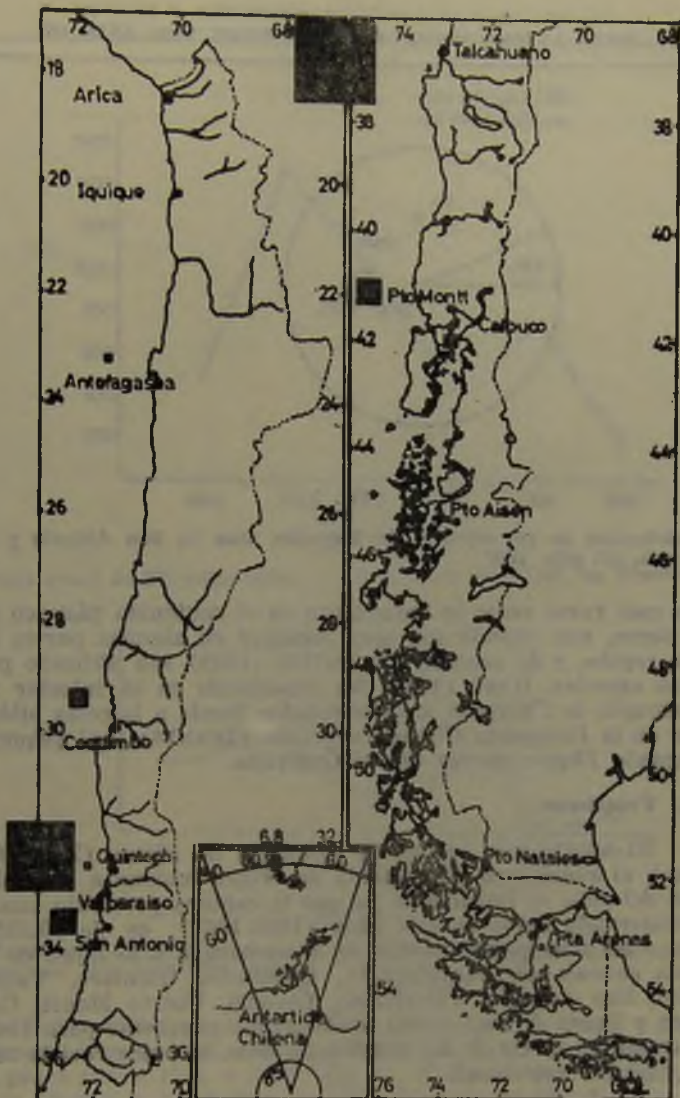 72 70 68
18
Arica
20 20
Iquique
22 22
Antofagasta
24 24
26 26
28 28
30 30
Coquimbo
Quintero
Valparaiso
34
San Antonio
36
72 70
74 72 70 68
Talcahuano
38 38
40 40
Pto Montt
Calbuco
42 42
44 44
Pto Aisen
46 46
48 48
50 50
Pto Natales
52
Pta Arenas
54 54
76 74 72 70 68
32
60
60
Antartida
Chilena